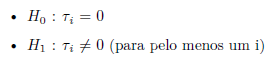 • H₀ : τᵢ = 0
• H₁ : τᵢ ≠ 0 (para pelo menos um i)